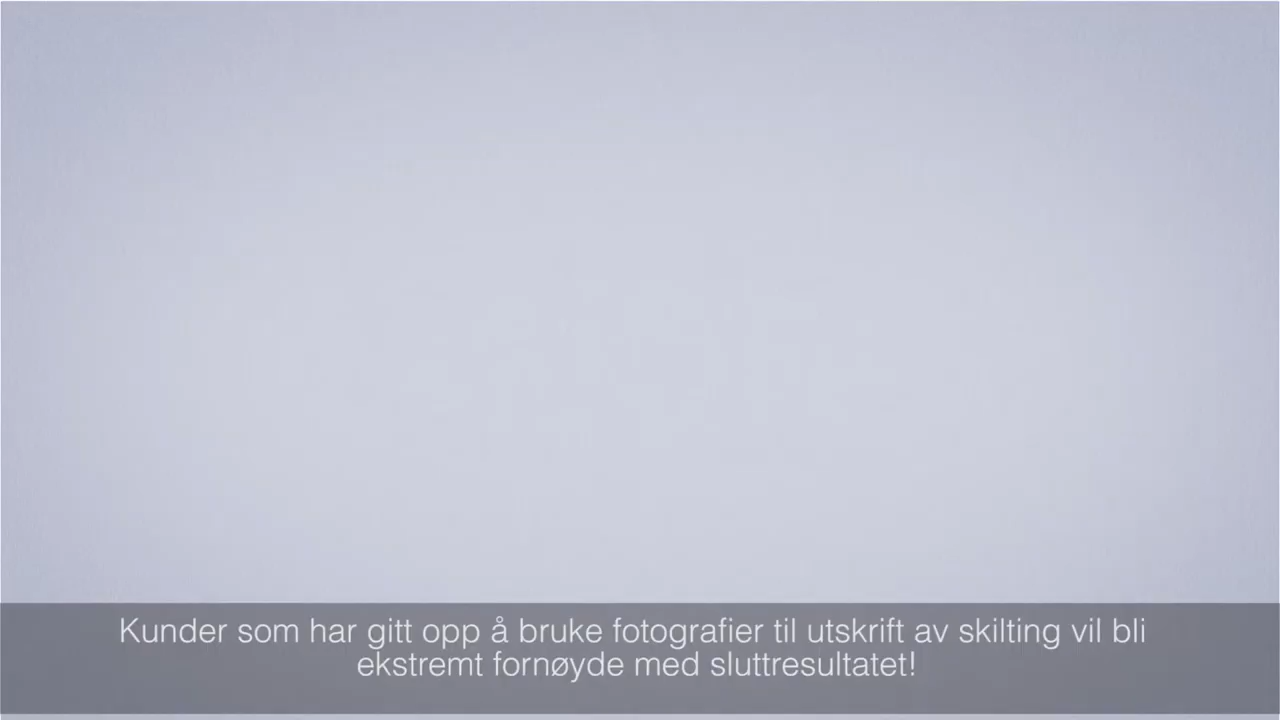 Kunder som har gitt opp å bruke fotografier til utskrift av skilting vil bli
ekstremt fornøyde med sluttresultatet!